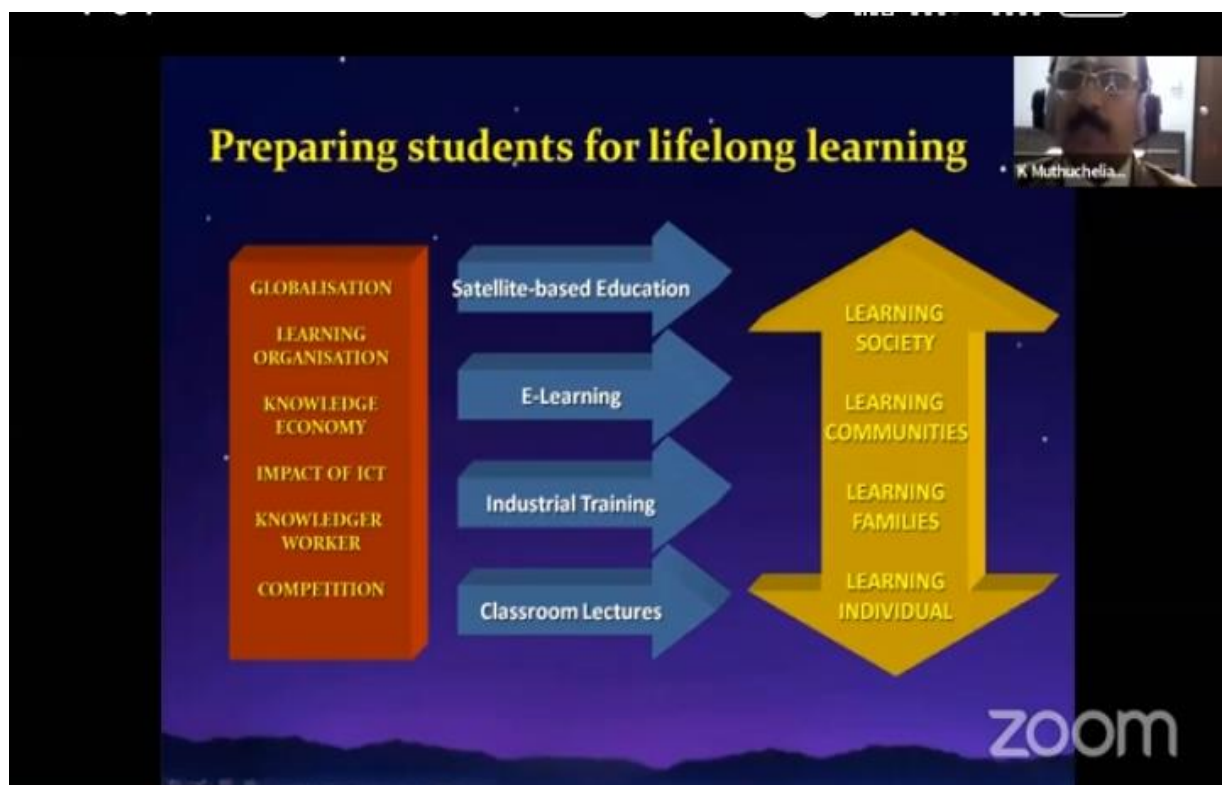 Preparing students for lifelong learning
K Muthuchelia...
GLOBALISATION
LEARNING
ORGANISATION
KNOWLEDGE
ECONOMY
IMPACT OF ICT
KNOWLEDGER
WORKER
COMPETITION
Satellite-based Education
E-Learning
Industrial Training
Classroom Lectures
LEARNING
SOCIETY
LEARNING
COMMUNITIES
LEARNING
FAMILIES
LEARNING
INDIVIDUAL
zoom